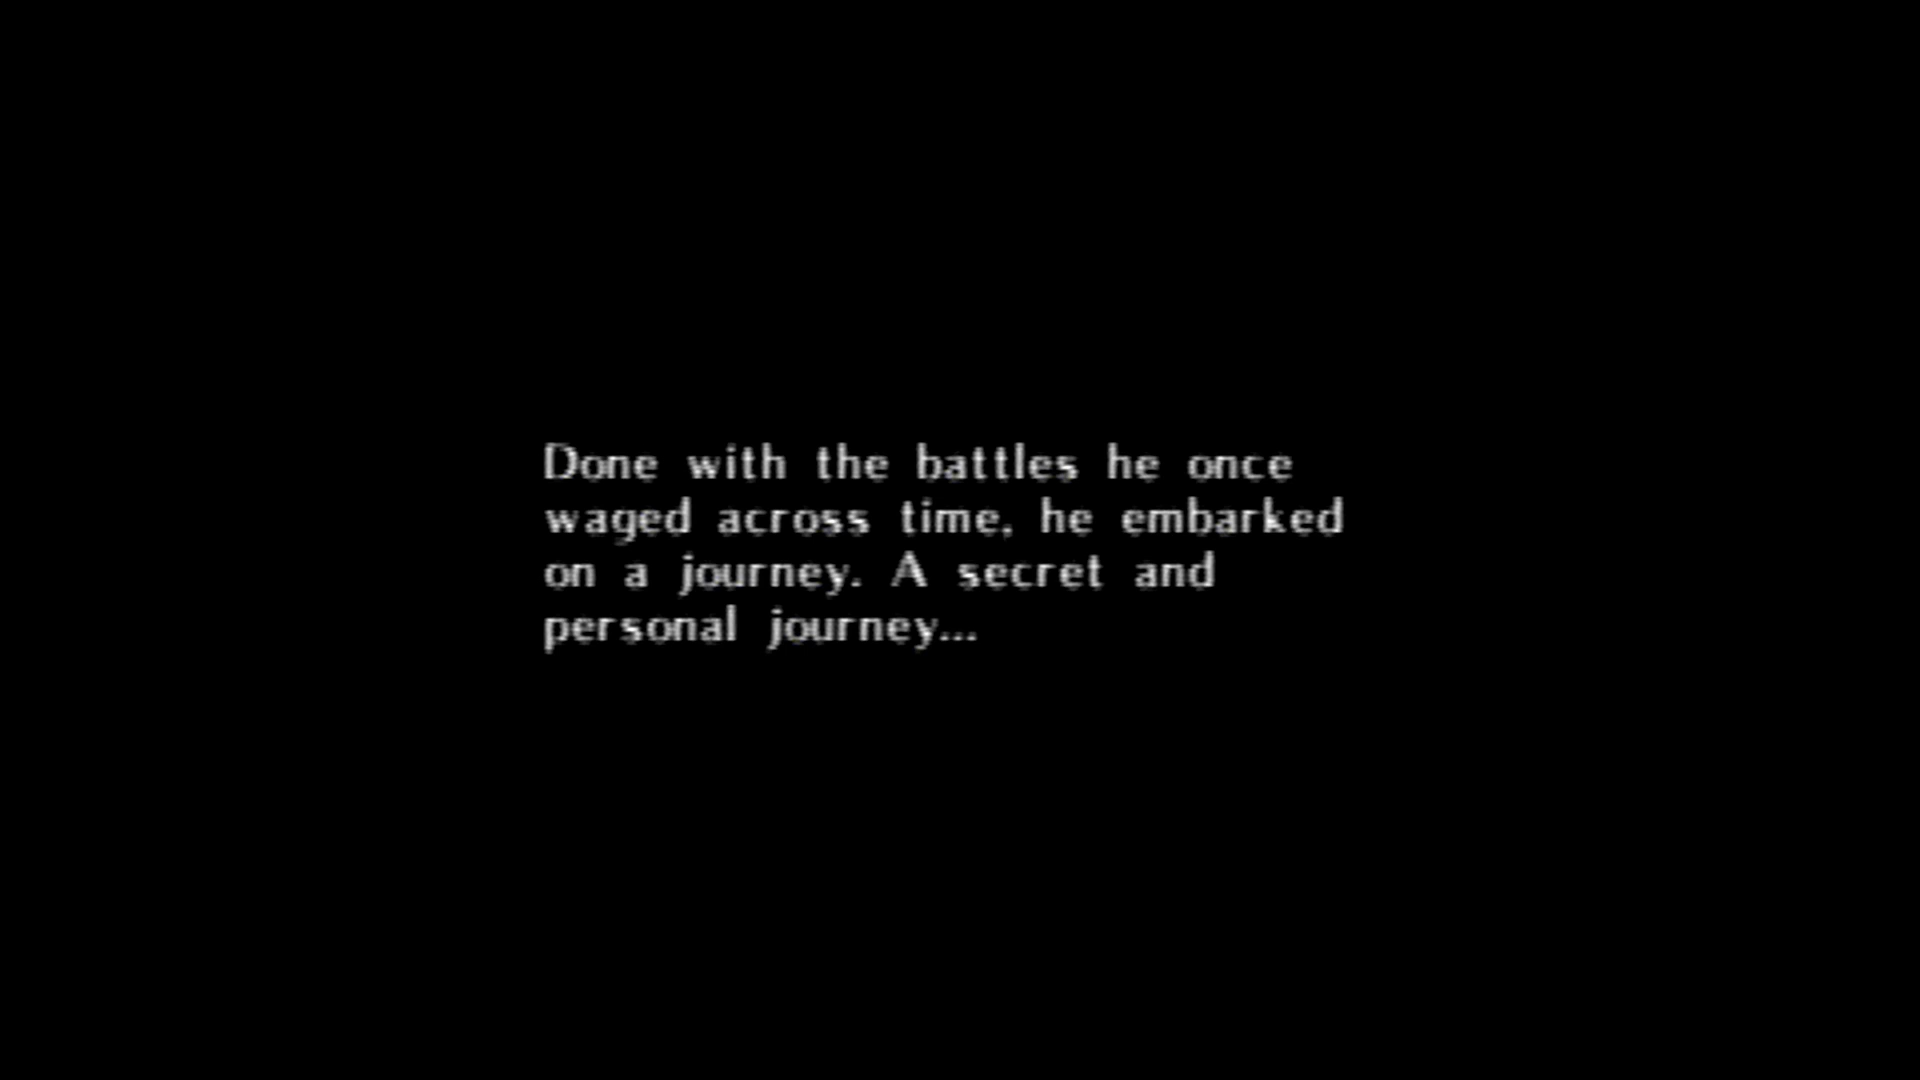 Done with the battles he once
waged across time, he embarked
on a journey. A secret and
personal journey...